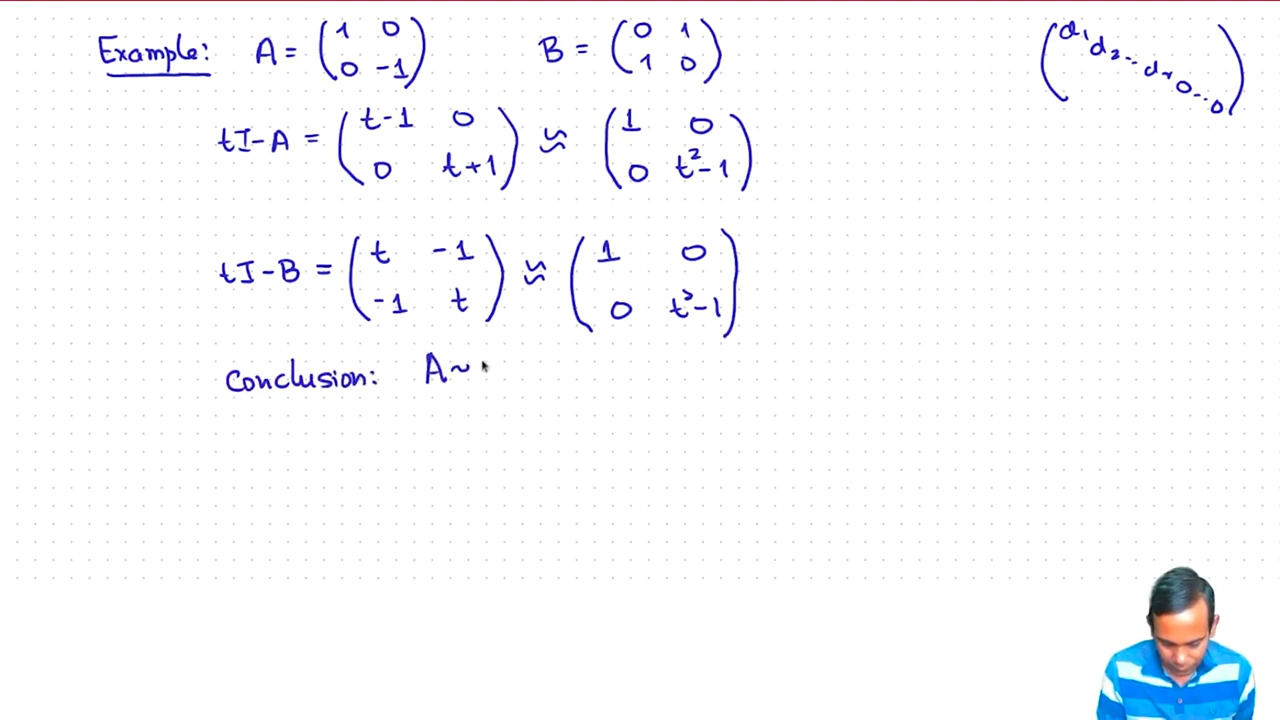 Example: A = (1 0 0 -1) B = (0 1 1 0) (d1 d2 .. dr 0 .. 0)
tI-A = (t-1 0 0 t+1) ≈ (1 0 0 t²-1)
tI-B = (t -1 -1 t) ≈ (1 0 0 t²-1)
Conclusion: A~